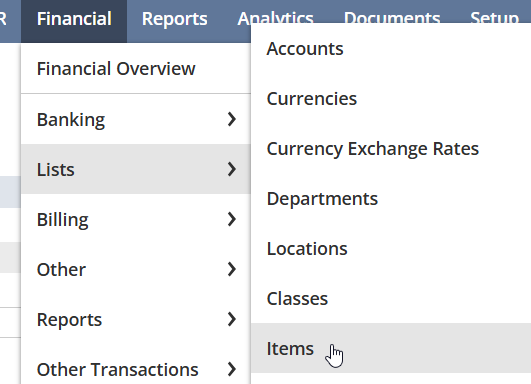 R Financial Reports Analytics Documents Setup
Financial Overview
Banking
Lists
Billing
Other
Reports
Other Transactions
Accounts
Currencies
Currency Exchange Rates
Departments
Locations
Classes
Items